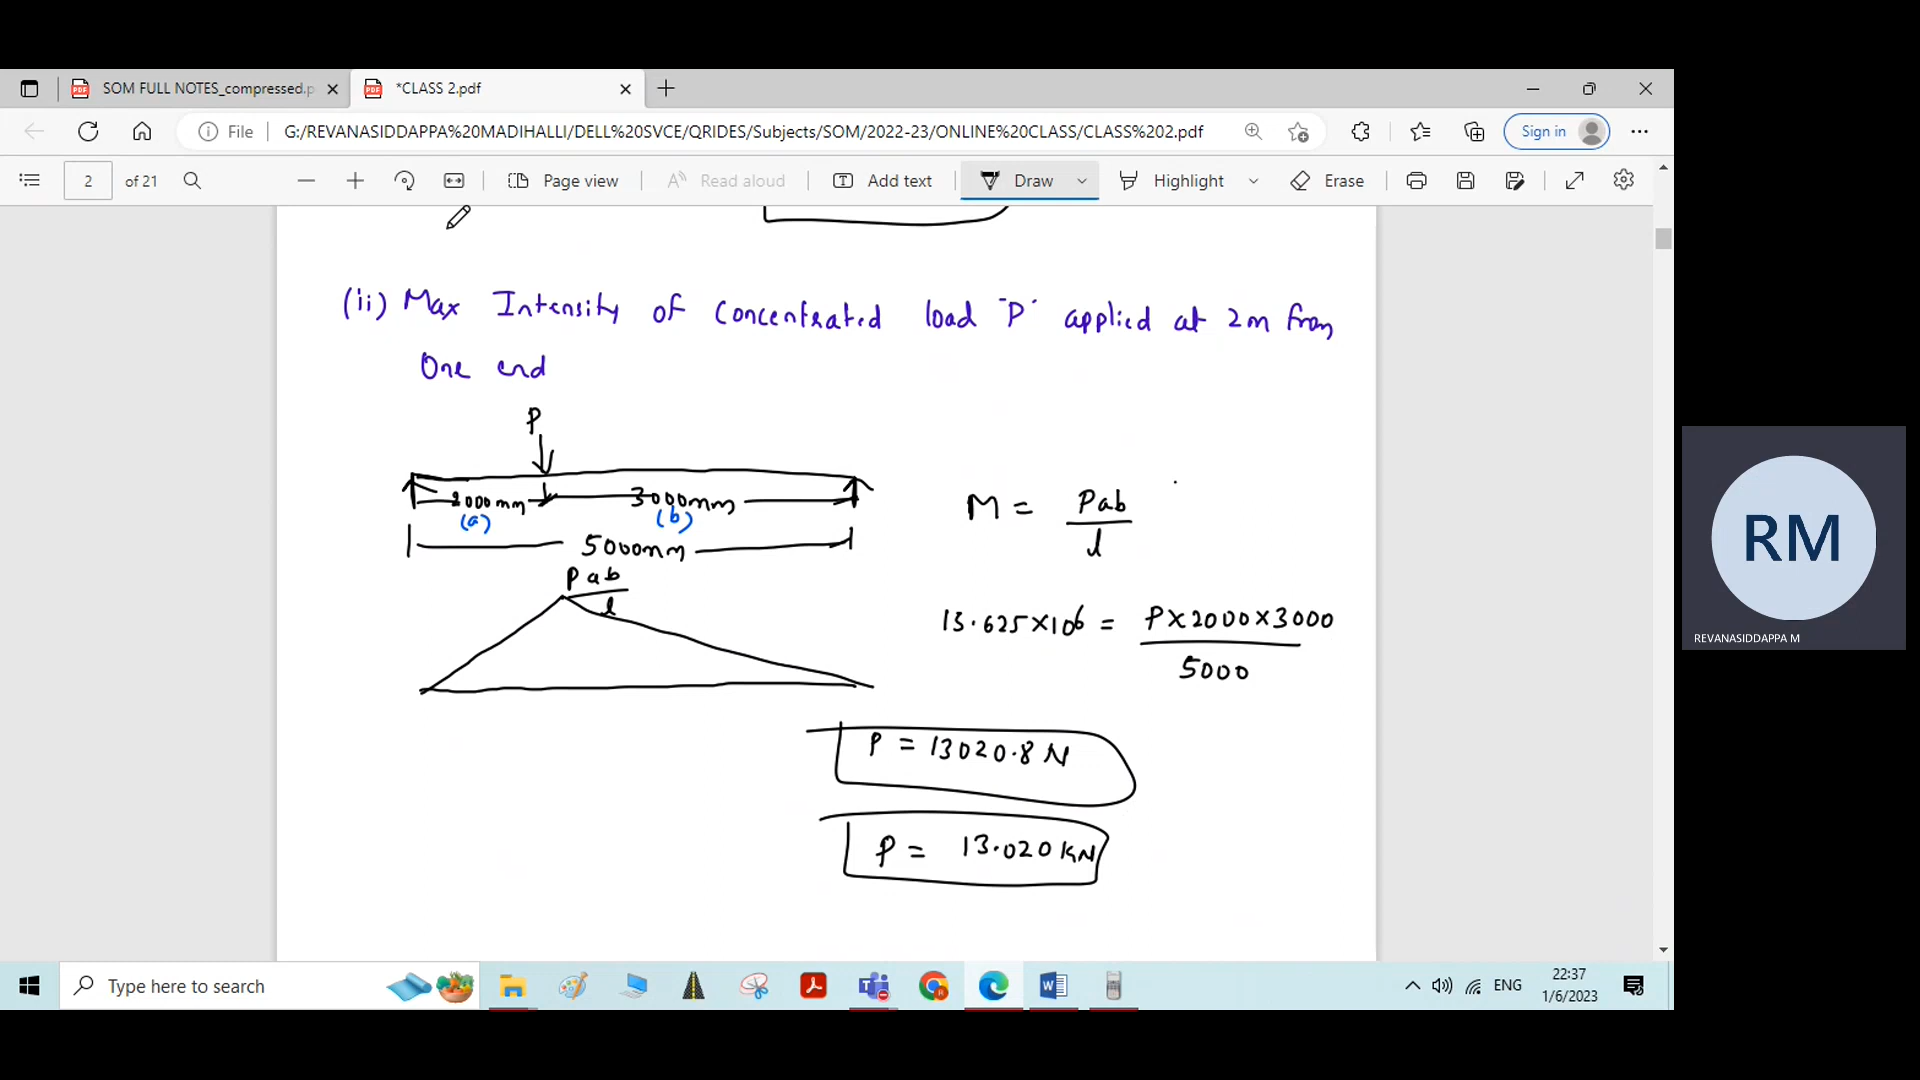 SOM FULL NOTES_compressed.p
*CLASS 2.pdf
File
G:/REVANASIDDAPPA%20MADIHALLI/DELL%20SVCE/QRIDES/Subjects/SOM/2022-23/ONLINE%20CLASS/CLASS%202.pdf
Sign in
2 of 21
Page view
Read aloud
Add text
Draw
Highlight
Erase
(ii) Max Intensity of Concentrated load "P" applied at 2m from
One end
P
2000mm 3000mm
(a) (b)
5000mm
Pab
l
M = Pab
l
13.625×10⁶ = P×2000×3000
5000
P = 13020.8 N
P = 13.020 KN
RM
REVANASIDDAPPA M
Type here to search
ENG
22:37
1/6/2023